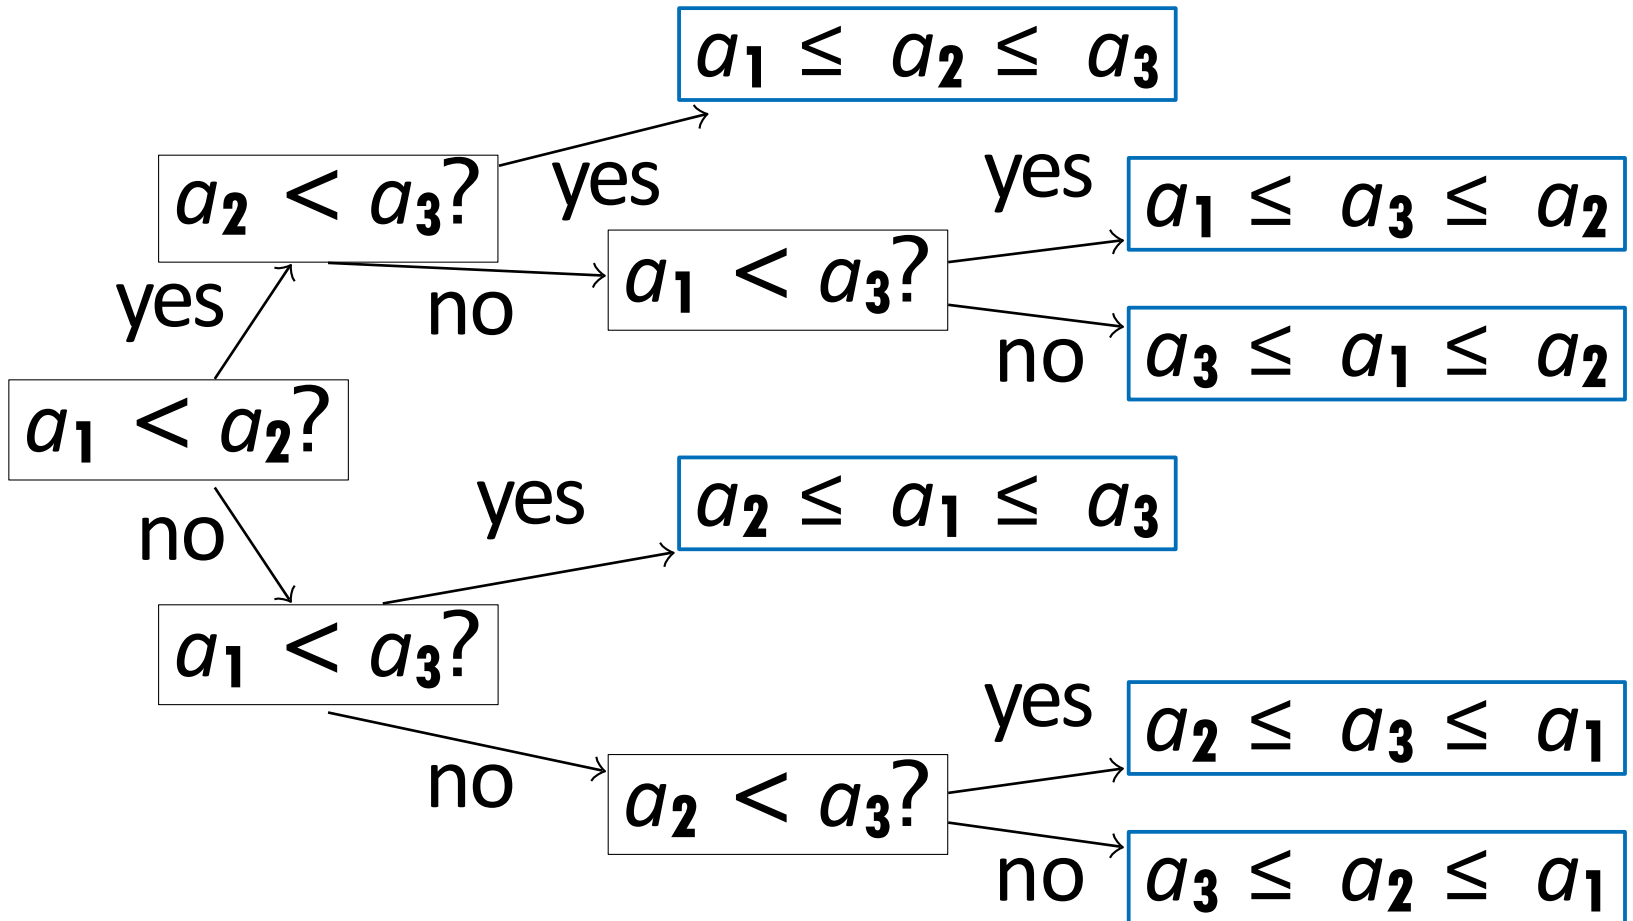 a1 ≤ a2 ≤ a3
a2 < a3?
yes
yes
a1 ≤ a3 ≤ a2
a1 < a3?
yes
no
no
a3 ≤ a1 ≤ a2
a1 < a2?
yes
a2 ≤ a1 ≤ a3
no
a1 < a3?
yes
a2 ≤ a3 ≤ a1
no
a2 < a3?
no
a3 ≤ a2 ≤ a1